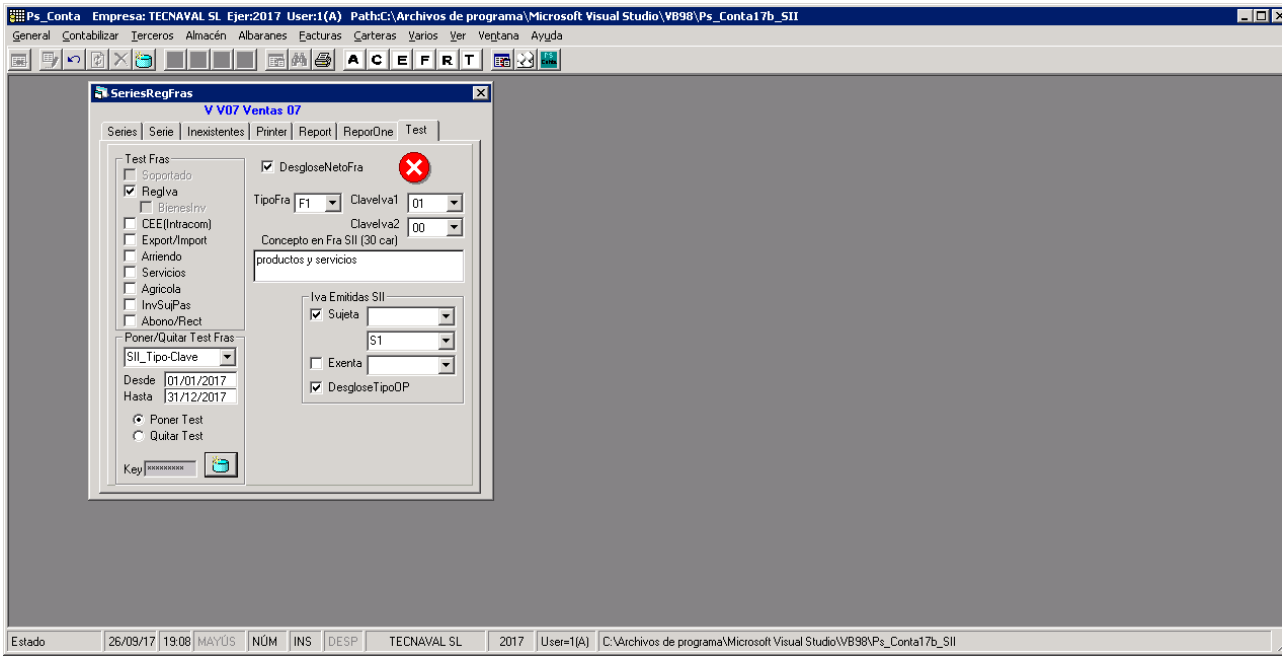 Ps_Conta   Empresa: TECNAVAL SL  Ejer:2017  User:1(A)   Path:C:\Archivos de programa\Microsoft Visual Studio\VB98\Ps_Conta17b_SII
General Contabilizar Terceros Almacén Albaranes Facturas Carteras Varios Ver Ventana Ayuda
A C E F R T
SeriesRegFras
V V07 Ventas 07
Series Serie Inexistentes Printer Report ReporOne Test
Test Fras
Soportado
RegIva
BienesInv
CEE(Intracom)
Export/Import
Arriendo
Servicios
Agricola
InvSujPas
Abono/Rect
Poner/Quitar Test Fras
SII_Tipo-Clave
Desde 01/01/2017
Hasta 31/12/2017
Poner Test
Quitar Test
Key ×××××××××
DesgloseNetoFra
TipoFra F1 ClaveIva1 01
ClaveIva2 00
Concepto en Fra SII (30 car)
productos y servicios
Iva Emitidas SII
Sujeta
S1
Exenta
DesgloseTipoOP
Estado 26/09/17 19:08 MAYÚS NÚM INS DESP TECNAVAL SL 2017 User=1(A) C:\Archivos de programa\Microsoft Visual Studio\VB98\Ps_Conta17b_SII